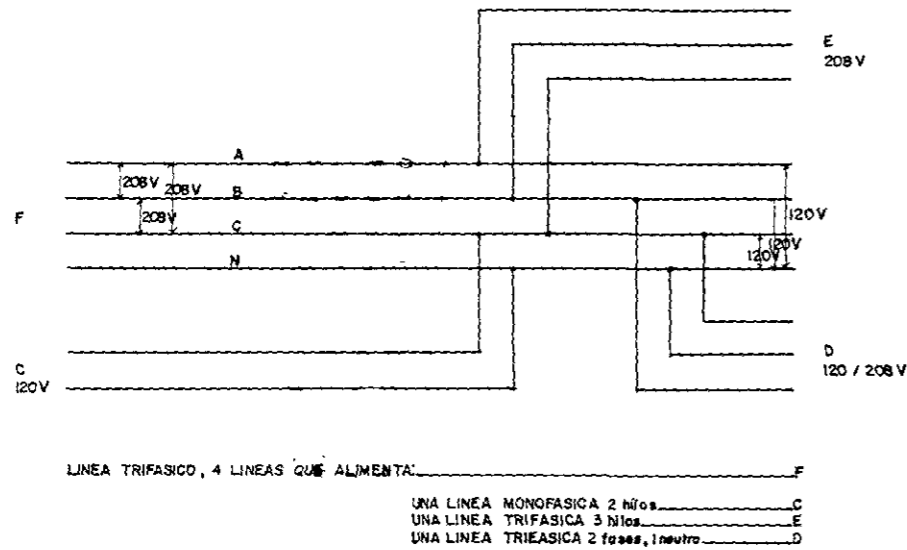 E
208 V
A
208V
208V
B
F
208V
C
120V
120V
120V
N
C
120V
D
120 / 208 V
LINEA TRIFASICO, 4 LINEAS QUE ALIMENTA: F
UNA LINEA MONOFASICA 2 hilos C
UNA LINEA TRIFASICA 3 hilos E
UNA LINEA TRIEASICA 2 fases, 1 neutro D